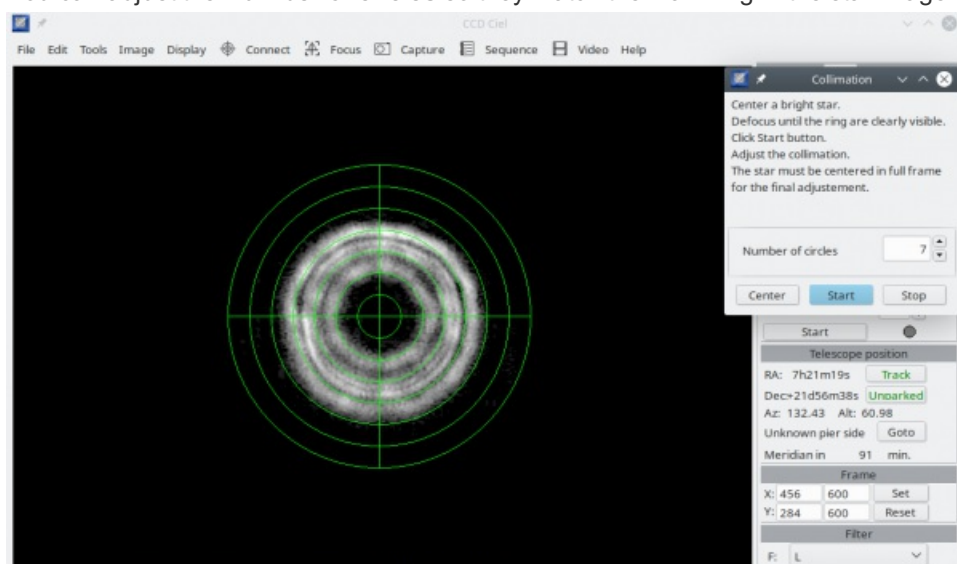 CCD Ciel
File Edit Tools Image Display Connect Focus Capture Sequence Video Help
Collimation
Center a bright star.
Defocus until the ring are clearly visible.
Click Start button.
Adjust the collimation.
The star must be centered in full frame
for the final adjustement.
Number of circles 7
Center Start Stop
Start
Telescope position
RA: 7h21m19s Track
Dec:+21d56m38s Unparked
Az: 132.43 Alt: 60.98
Unknown pier side Goto
Meridian in 91 min.
Frame
X: 456 600 Set
Y: 284 600 Reset
Filter
F: L